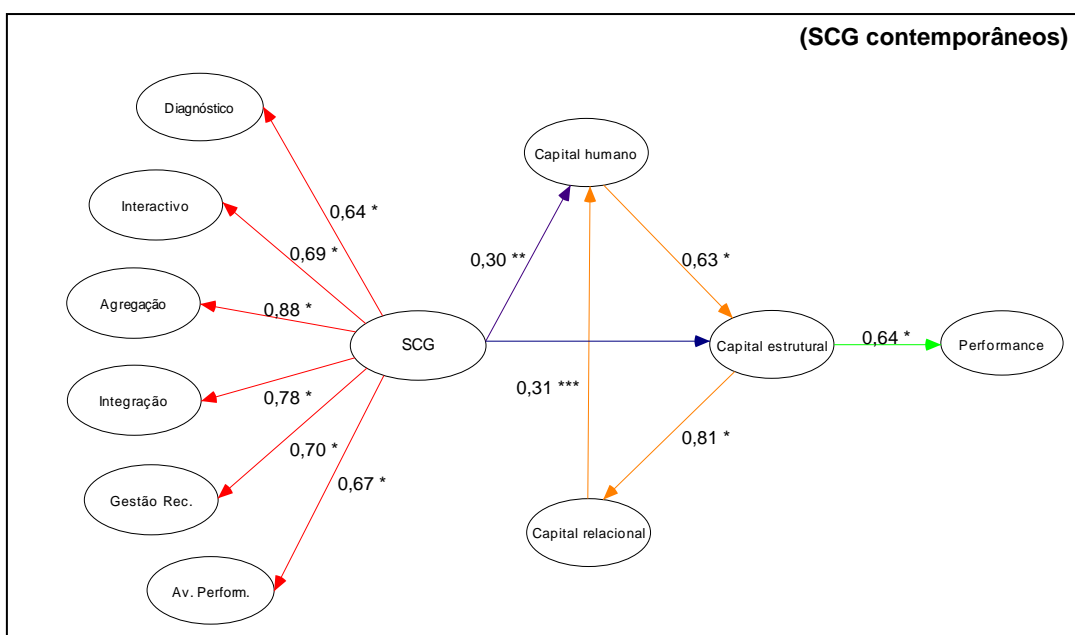 (SCG contemporâneos)
Diagnóstico
Capital humano
Interactivo
0,64 *
0,69 *
0,30 **
0,63 *
Agregação
0,88 *
SCG
Capital estrutural
0,64 *
Performance
Integração
0,78 *
0,31 ***
0,81 *
0,70 *
0,67 *
Gestão Rec.
Capital relacional
Av. Perform.